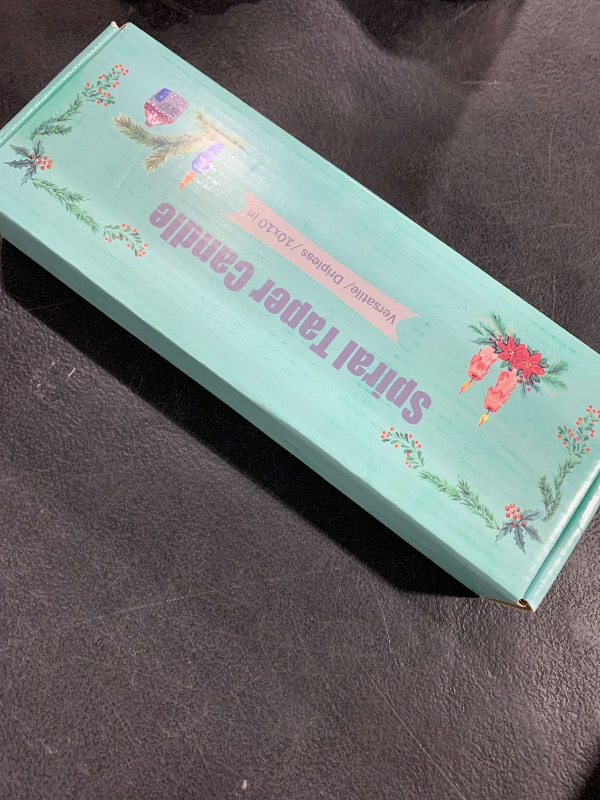 Spiral Taper Candle
Versatile/ Dripless /10x10 in